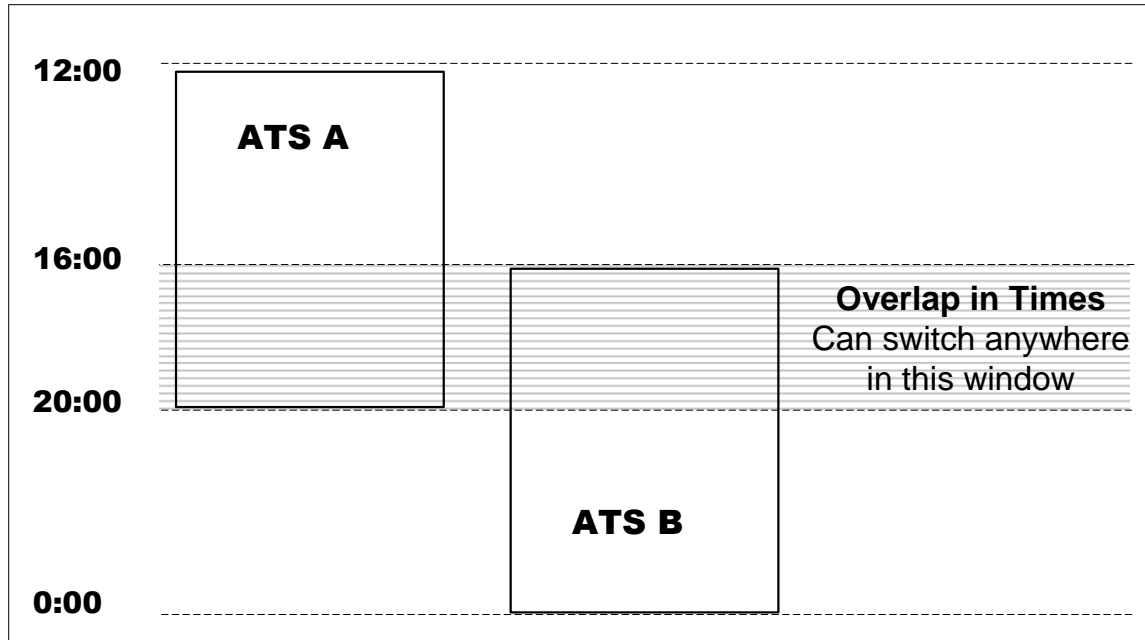 12:00
ATS A
16:00
Overlap in Times
Can switch anywhere
in this window
20:00
ATS B
0:00